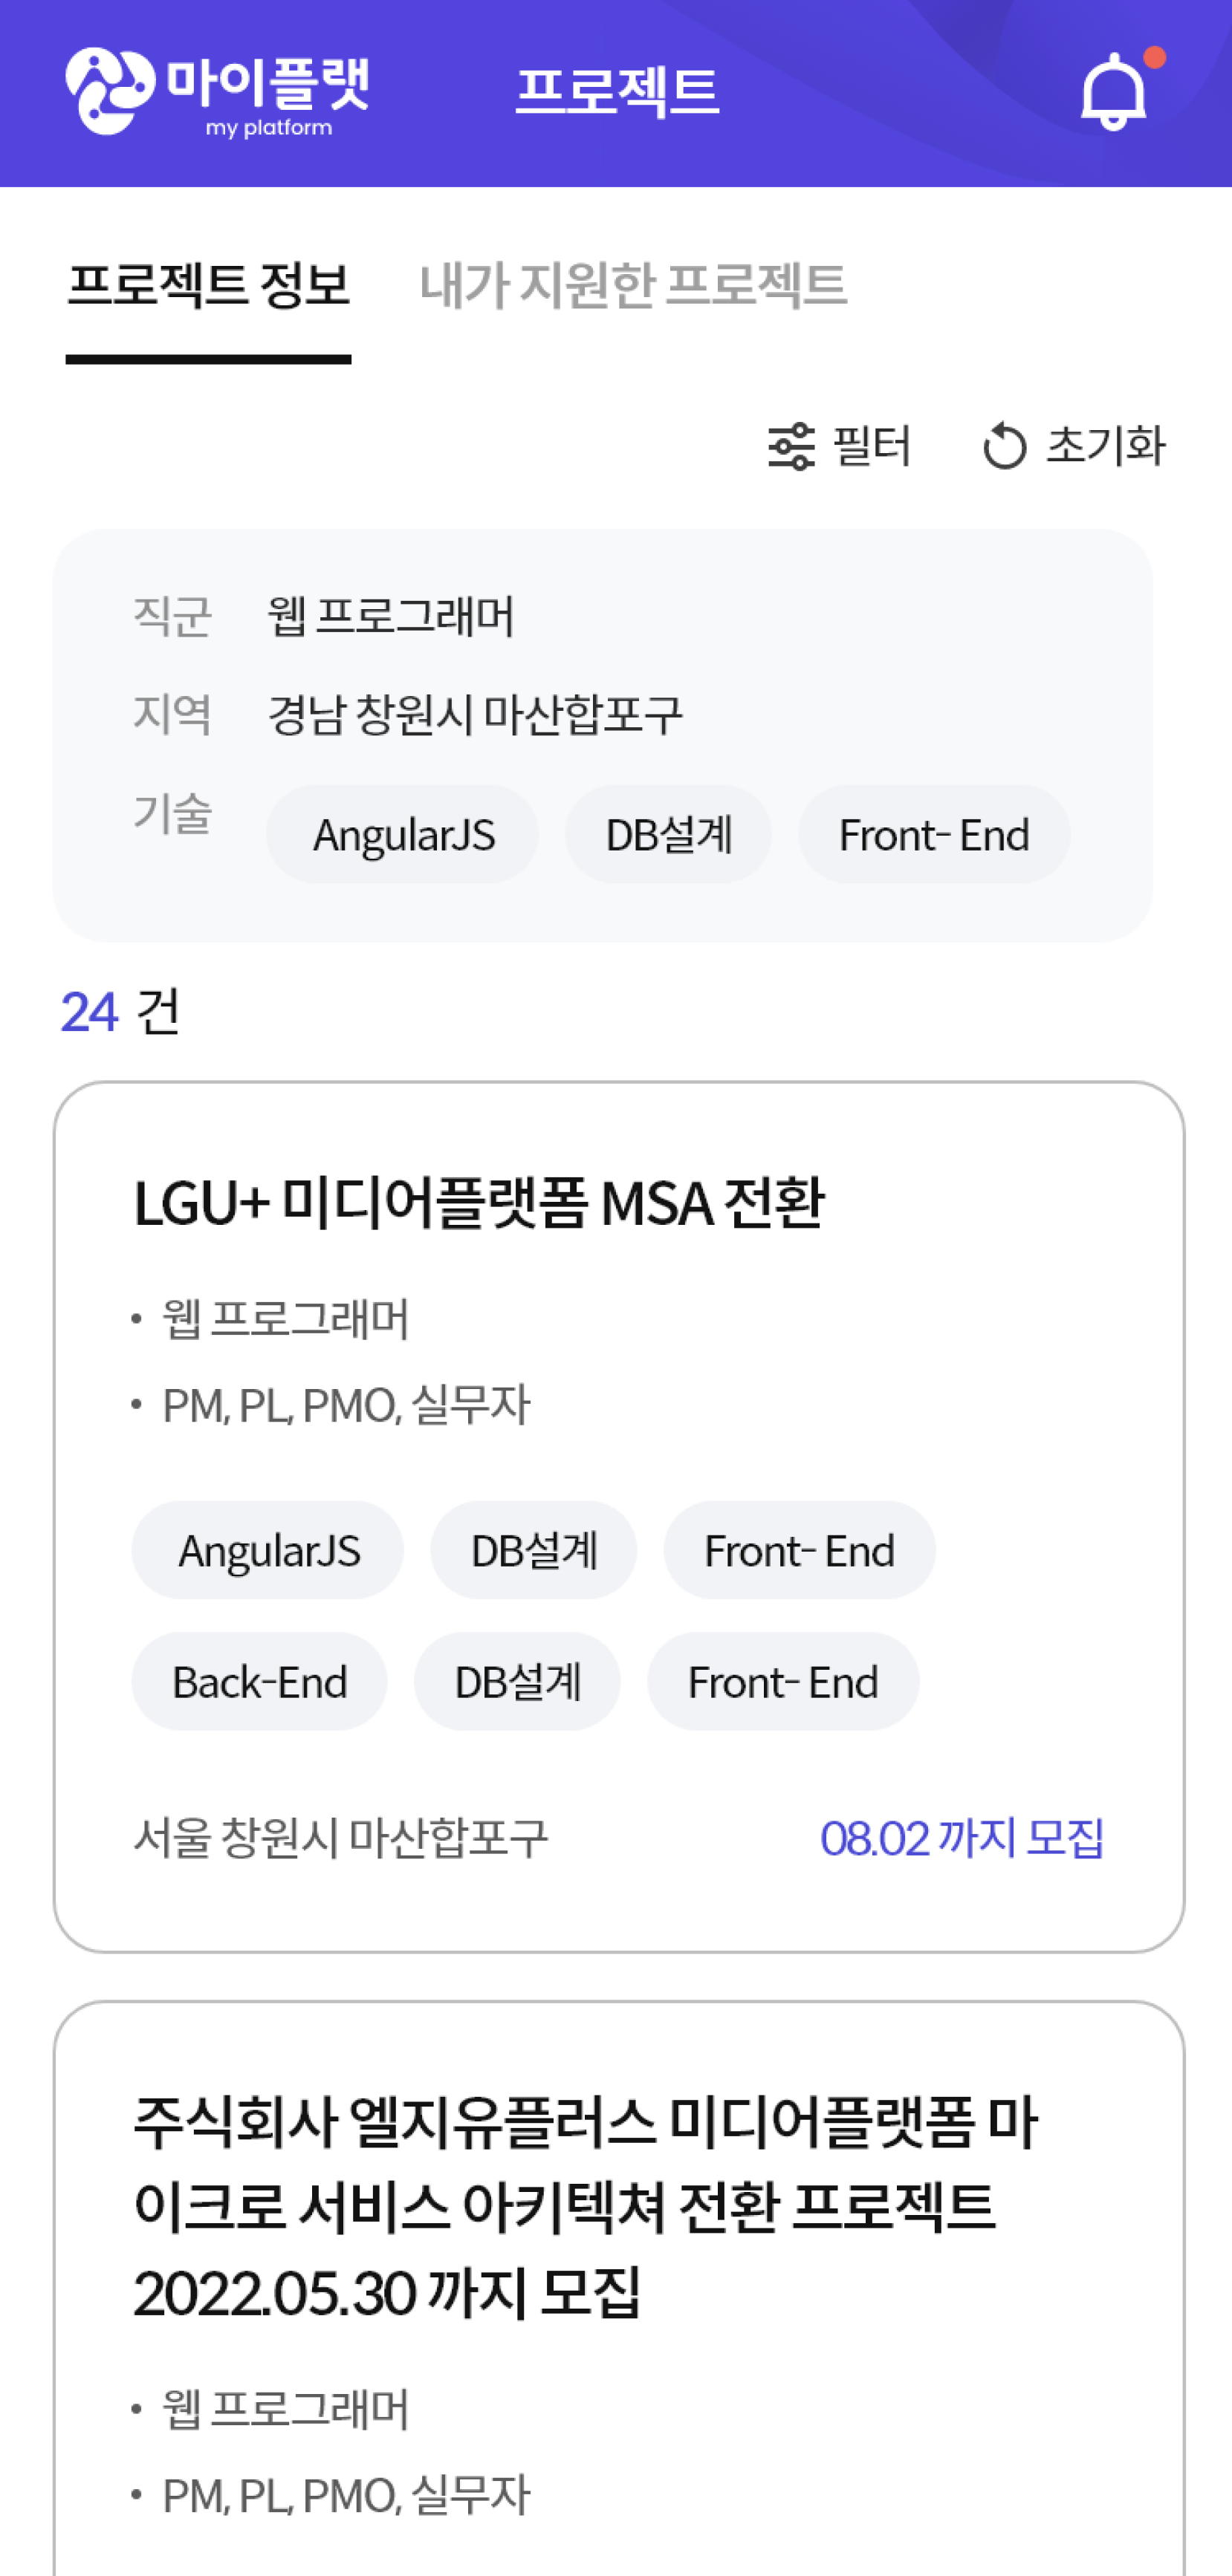 마이플랫
my platform
프로젝트
프로젝트 정보 내가 지원한 프로젝트
필터 초기화
직군 웹 프로그래머
지역 경남 창원시 마산합포구
기술 AngularJS DB설계 Front- End
24 건
LGU+ 미디어플랫폼 MSA 전환
• 웹 프로그래머
• PM, PL, PMO, 실무자
AngularJS DB설계 Front- End
Back-End DB설계 Front- End
서울 창원시 마산합포구 08.02 까지 모집
주식회사 엘지유플러스 미디어플랫폼 마
이크로 서비스 아키텍쳐 전환 프로젝트
2022.05.30 까지 모집
• 웹 프로그래머
• PM, PL, PMO, 실무자